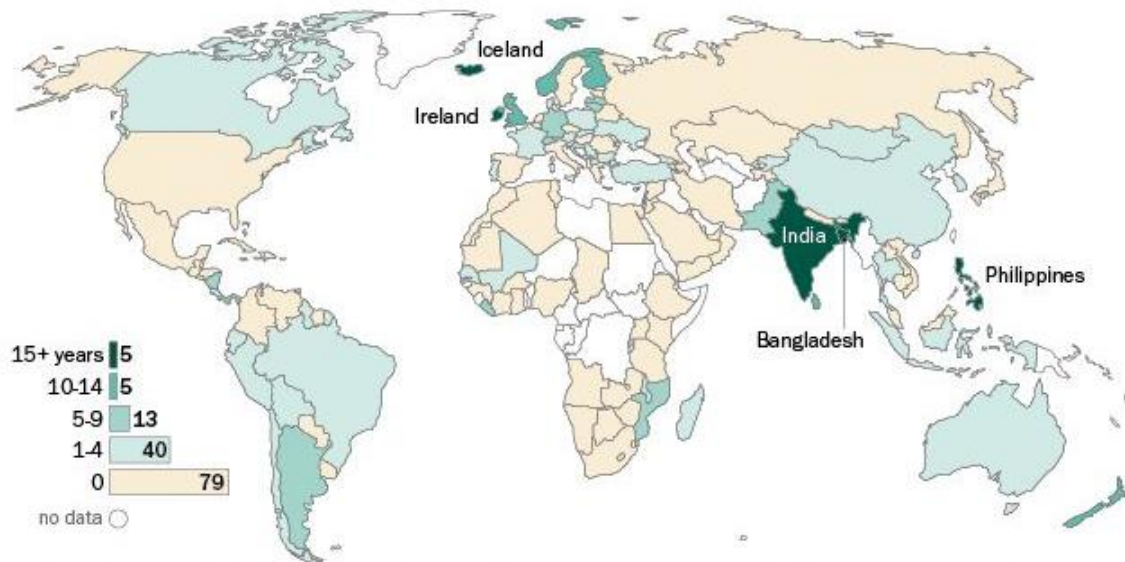 Iceland
Ireland
India
Philippines
Bangladesh
15+ years 5
10-14 5
5-9 13
1-4 40
0 79
no data